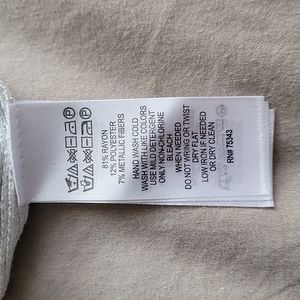 81% RAYON
12% POLYESTER
7% METALLIC FIBERS
HAND WASH COLD
WASH WITH LIKE COLORS
USE MILD DETERGENT
ONLY NON-CHLORINE
BLEACH
WHEN NEEDED
DO NOT WRING OR TWIST
DRY FLAT
LOW IRON IF NEEDED
OR DRY CLEAN
RN# 75343